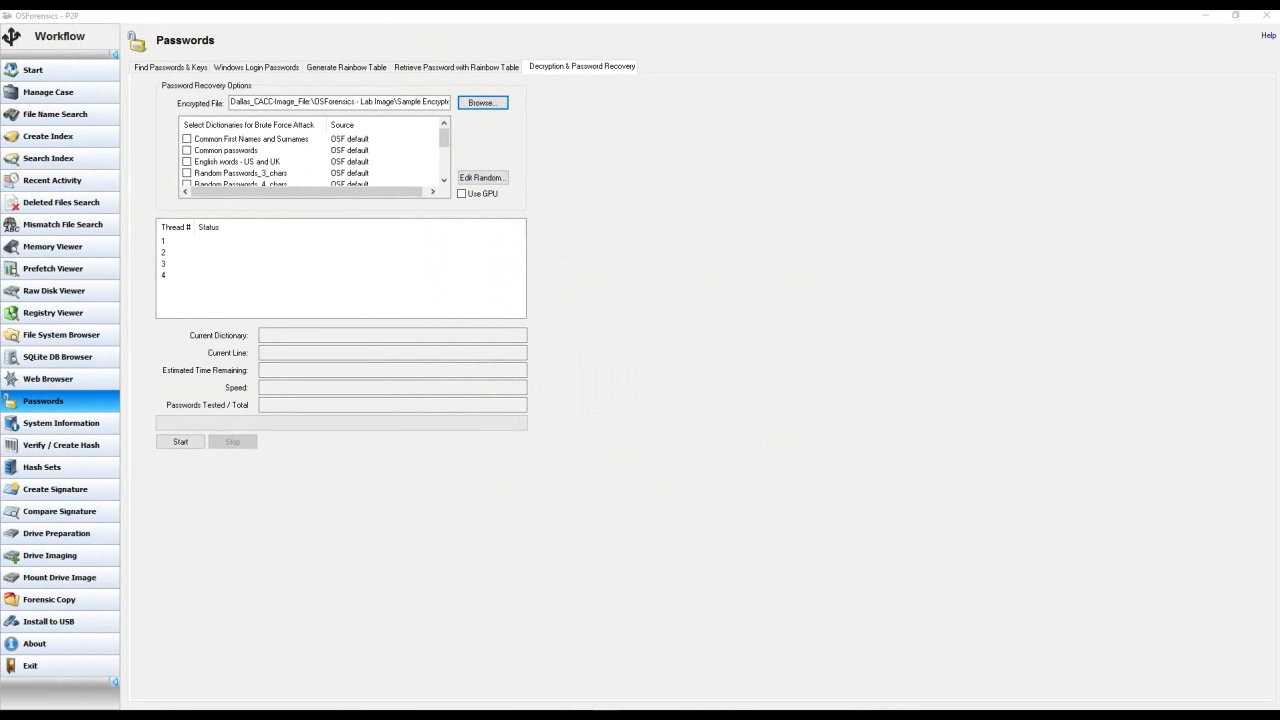 OSForensics - P2P
Workflow
Start
Manage Case
File Name Search
Create Index
Search Index
Recent Activity
Deleted Files Search
Mismatch File Search
Memory Viewer
Prefetch Viewer
Raw Disk Viewer
Registry Viewer
File System Browser
SQLite DB Browser
Web Browser
Passwords
System Information
Verify / Create Hash
Hash Sets
Create Signature
Compare Signature
Drive Preparation
Drive Imaging
Mount Drive Image
Forensic Copy
Install to USB
About
Exit
Passwords
Help
Find Passwords & Keys Windows Login Passwords Generate Rainbow Table Retrieve Password with Rainbow Table Decryption & Password Recovery
Password Recovery Options
Encrypted File: Dallas_CACC-Image_File:\OSForensics - Lab Image\Sample Encrypt Browse...
Select Dictionaries for Brute Force Attack Source
Common First Names and Surnames OSF default
Common passwords OSF default
English words - US and UK OSF default
Random Passwords_3_chars OSF default
Random Passwords_4_chars OSF default
Edit Random...
Use GPU
Thread # Status
1
2
3
4
Current Dictionary:
Current Line:
Estimated Time Remaining:
Speed:
Passwords Tested / Total
Start Stop